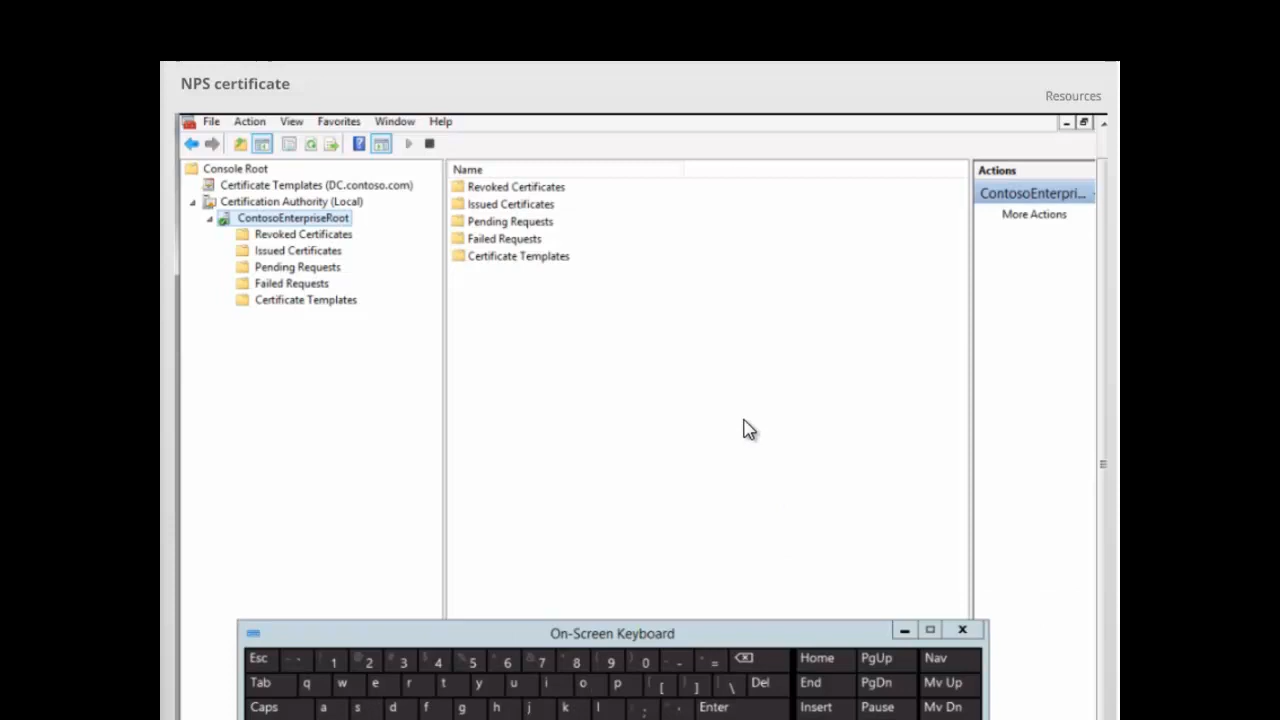 NPS certificate
Resources
File Action View Favorites Window Help
Console Root
Certificate Templates (DC.contoso.com)
Certification Authority (Local)
ContosoEnterpriseRoot
Revoked Certificates
Issued Certificates
Pending Requests
Failed Requests
Certificate Templates
Name
Revoked Certificates
Issued Certificates
Pending Requests
Failed Requests
Certificate Templates
Actions
ContosoEnterpri...
More Actions
On-Screen Keyboard
Esc 1 2 3 4 5 6 7 8 9 0 - = Home PgUp Nav
Tab q w e r t y u i o p [ ] \ Del End PgDn Mv Up
Caps a s d f g h j k l ; ' Enter Insert Pause Mv Dn